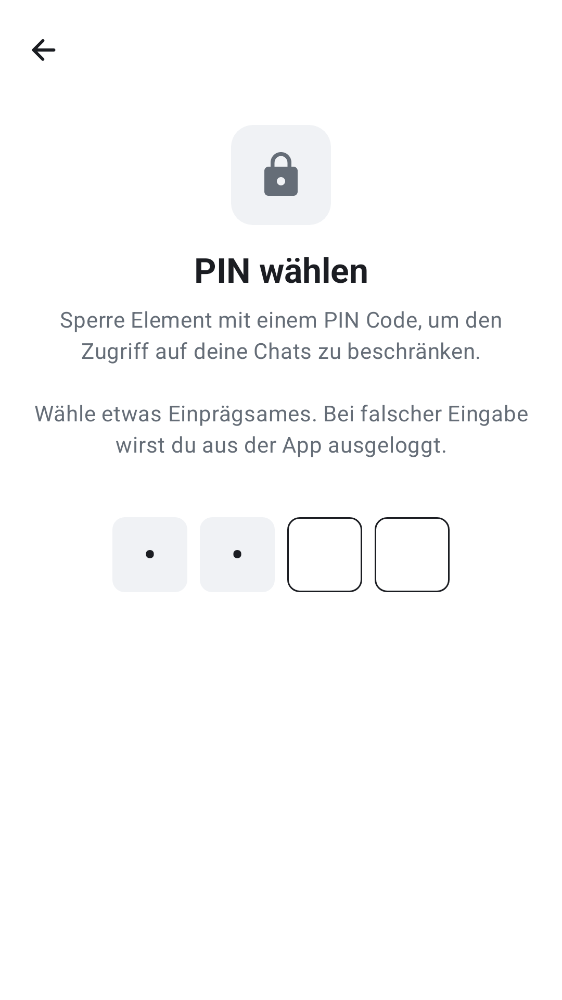 PIN wählen
Sperre Element mit einem PIN Code, um den
Zugriff auf deine Chats zu beschränken.
Wähle etwas Einprägsames. Bei falscher Eingabe
wirst du aus der App ausgeloggt.